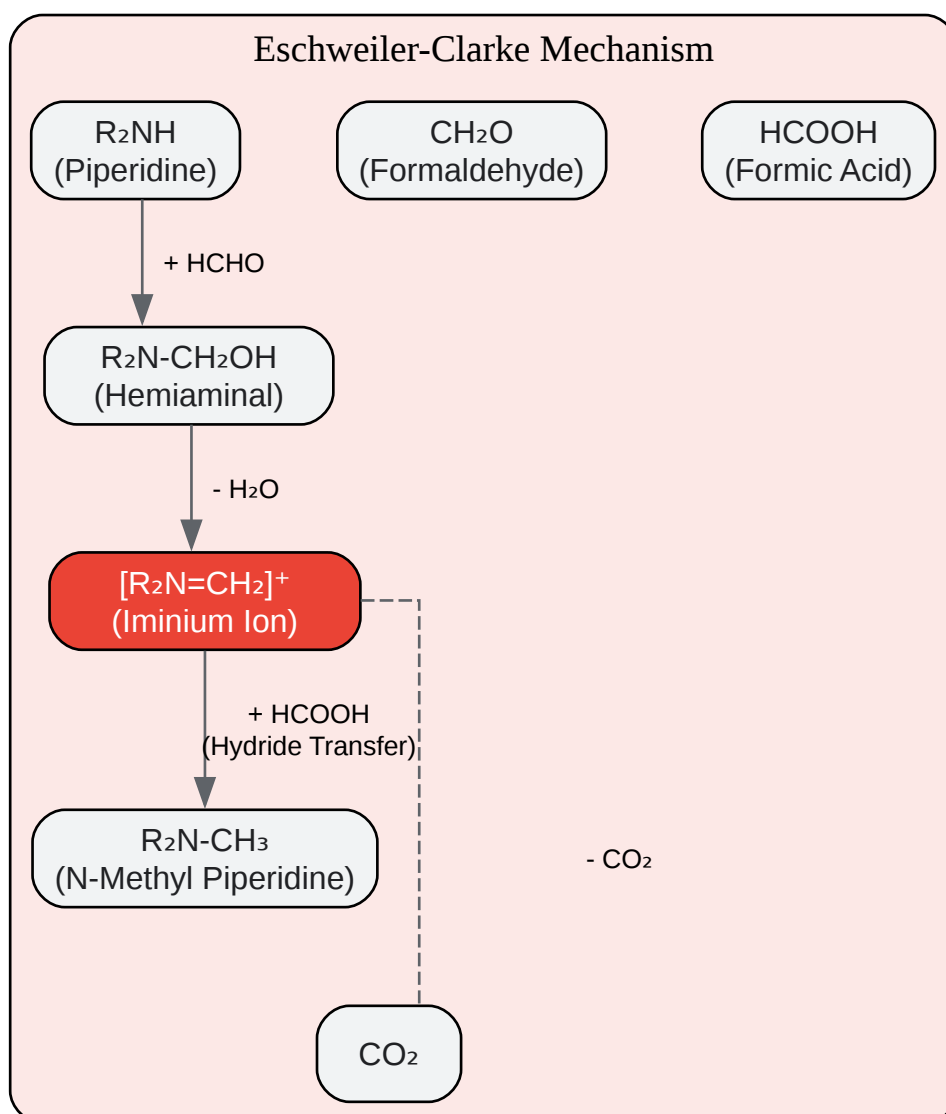 Eschweiler-Clarke Mechanism
R₂NH
(Piperidine)
CH₂O
(Formaldehyde)
HCOOH
(Formic Acid)
+ HCHO
R₂N-CH₂OH
(Hemiaminal)
- H₂O
[R₂N=CH₂]⁺
(Iminium Ion)
+ HCOOH
(Hydride Transfer)
R₂N-CH₃
(N-Methyl Piperidine)
- CO₂
CO₂